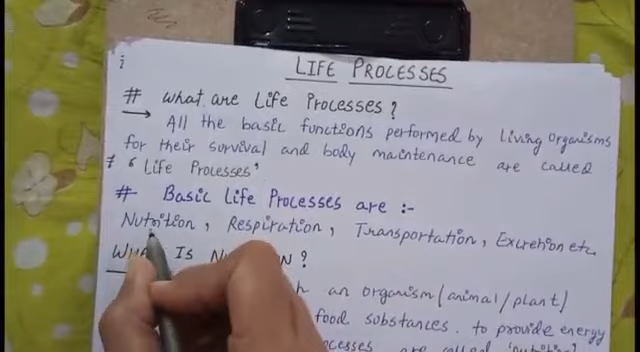 LIFE PROCESSES
# What are Life Processes?
→ All the basic functions performed by living organisms
for their survival and body maintenance are called
"Life Processes"
# Basic Life Processes are :-
Nutrition, Respiration, Transportation, Excretion etc.
IS
?
an organism (animal/plant)
food substances. to provide energy
are called